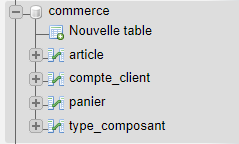 commerce
Nouvelle table
article
compte_client
panier
type_composant